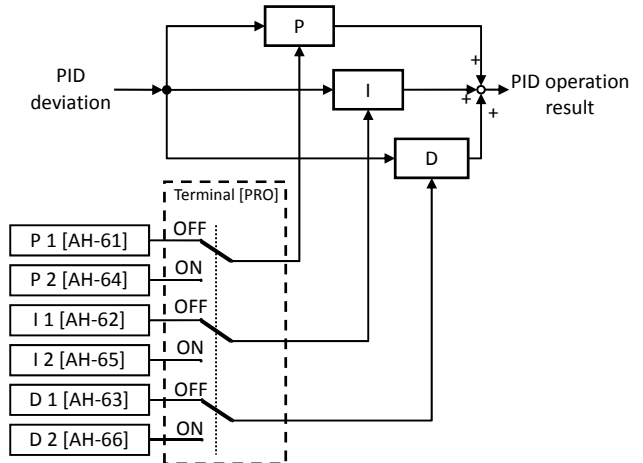 P
+
PID
deviation
I
+
PID operation
result
+
D
Terminal [PRO]
P 1 [AH-61]
OFF
P 2 [AH-64]
ON
I 1 [AH-62]
OFF
I 2 [AH-65]
ON
D 1 [AH-63]
OFF
D 2 [AH-66]
ON